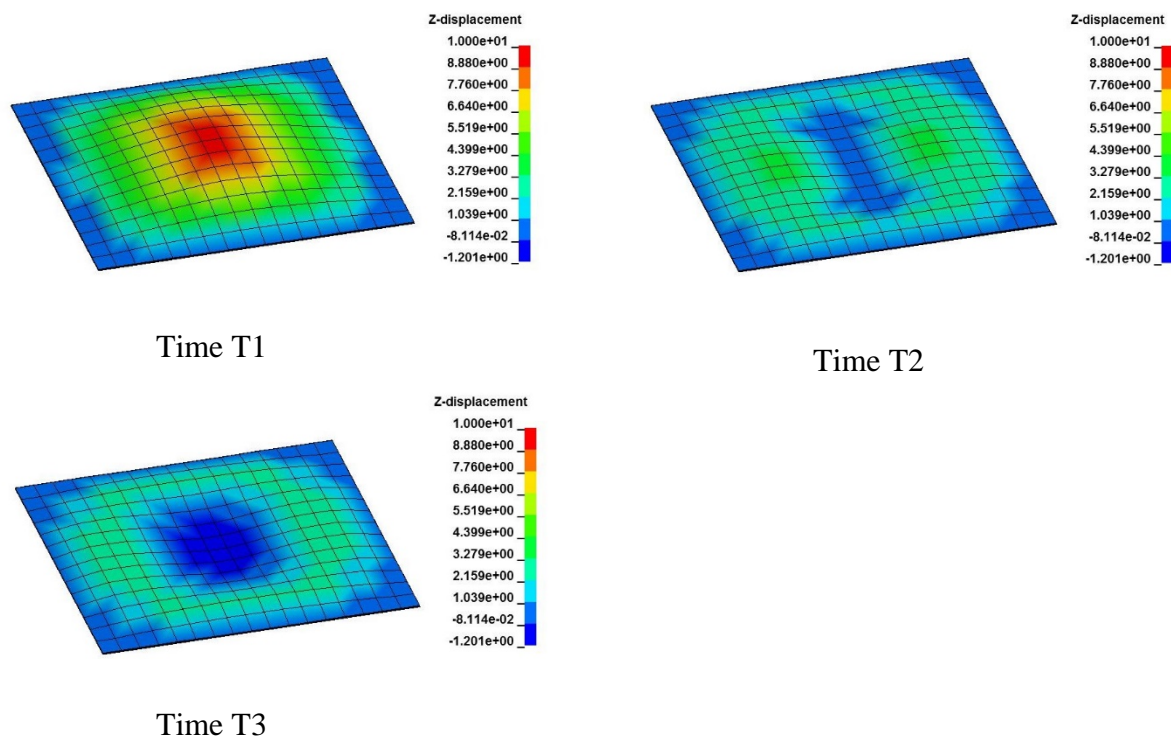 Z-displacement
1.000e+01
8.880e+00
7.760e+00
6.640e+00
5.519e+00
4.399e+00
3.279e+00
2.159e+00
1.039e+00
-8.114e-02
-1.201e+00
Time T1
Z-displacement
1.000e+01
8.880e+00
7.760e+00
6.640e+00
5.519e+00
4.399e+00
3.279e+00
2.159e+00
1.039e+00
-8.114e-02
-1.201e+00
Time T2
Z-displacement
1.000e+01
8.880e+00
7.760e+00
6.640e+00
5.519e+00
4.399e+00
3.279e+00
2.159e+00
1.039e+00
-8.114e-02
-1.201e+00
Time T3